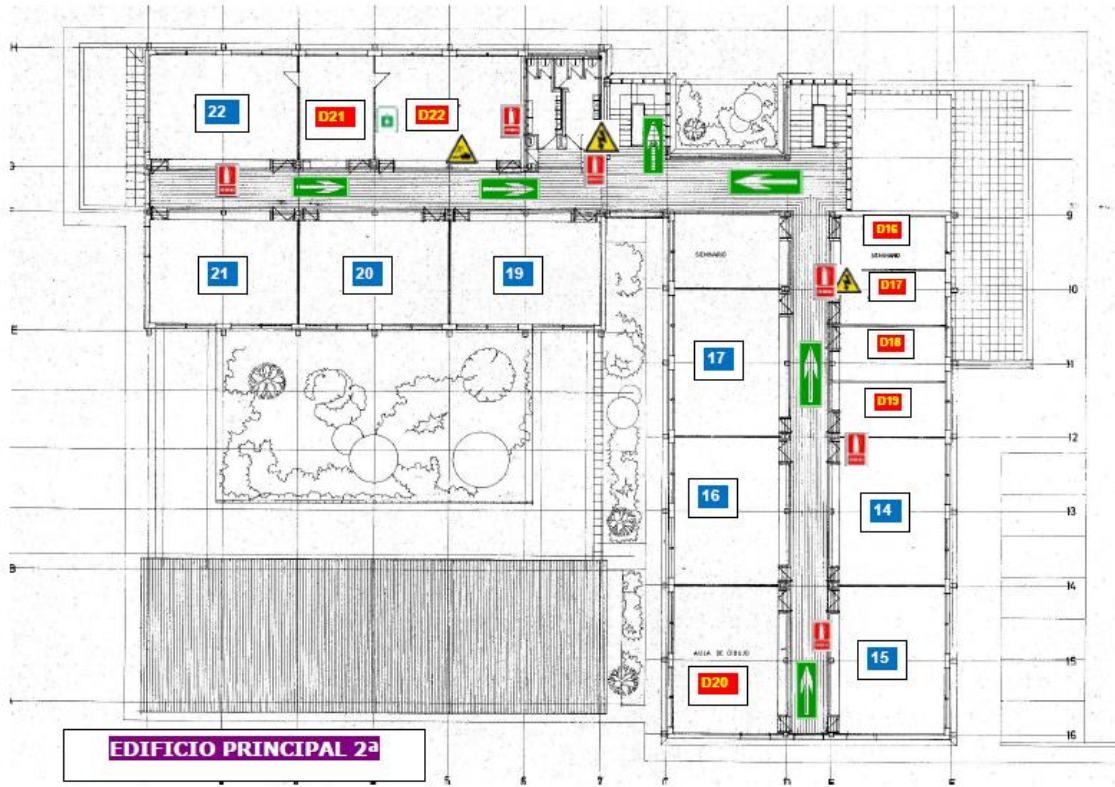 H
22
D21
D22
G
F
9
D16
SEMINARIO
SEMINARIO
21
20
19
D17
10
E
17
D18
11
D19
12
16
14
13
B
14
AULA DE DIBUJO
15
15
D20
A
16
EDIFICIO PRINCIPAL 2ª
5
6
7
C
D
E
F